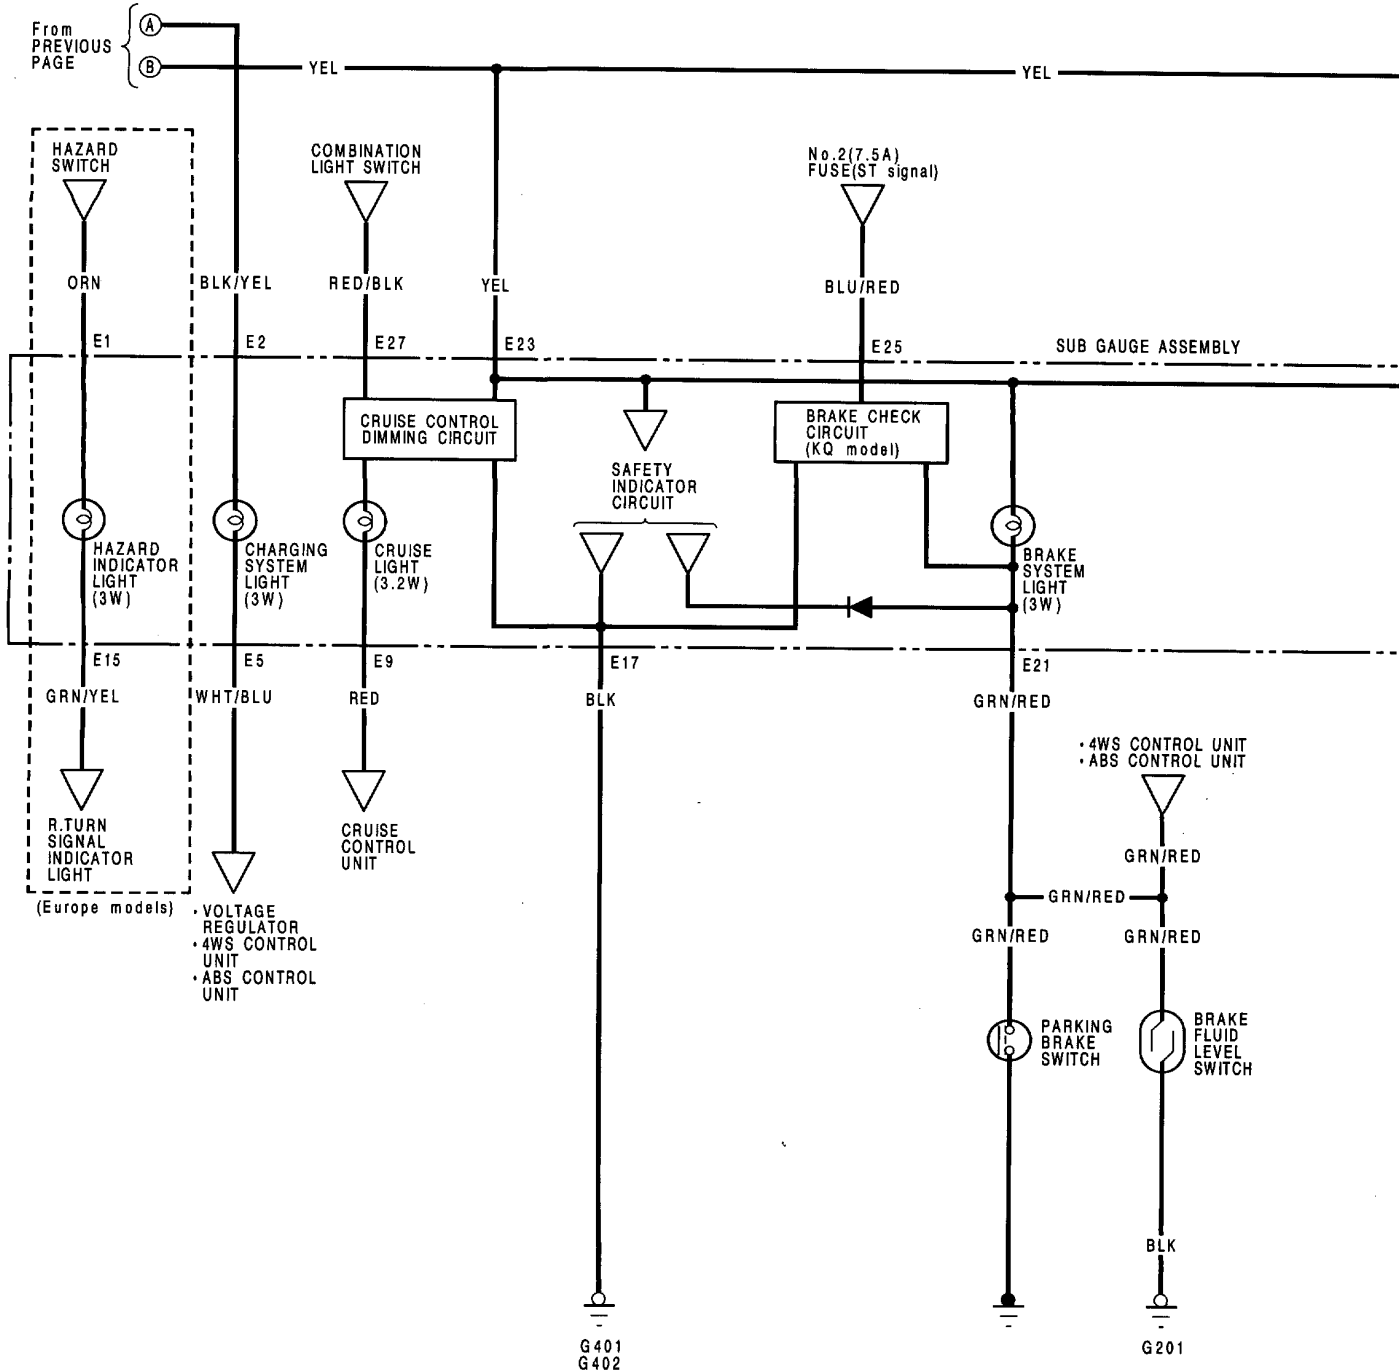 From
PREVIOUS
PAGE
A
B
YEL
YEL
HAZARD
SWITCH
COMBINATION
LIGHT SWITCH
No.2(7.5A)
FUSE(ST signal)
ORN
BLK/YEL
RED/BLK
YEL
BLU/RED
E1
E2
E27
E23
E25
SUB GAUGE ASSEMBLY
CRUISE CONTROL
DIMMING CIRCUIT
BRAKE CHECK
CIRCUIT
(KQ model)
SAFETY
INDICATOR
CIRCUIT
HAZARD
INDICATOR
LIGHT
(3W)
CHARGING
SYSTEM
LIGHT
(3W)
CRUISE
LIGHT
(3.2W)
BRAKE
SYSTEM
LIGHT
(3W)
E15
E5
E9
E17
E21
GRN/YEL
WHT/BLU
RED
BLK
GRN/RED
• 4WS CONTROL UNIT
• ABS CONTROL UNIT
R.TURN
SIGNAL
INDICATOR
LIGHT
CRUISE
CONTROL
UNIT
GRN/RED
GRN/RED
(Europe models)
• VOLTAGE
REGULATOR
• 4WS CONTROL
UNIT
• ABS CONTROL
UNIT
GRN/RED
GRN/RED
PARKING
BRAKE
SWITCH
BRAKE
FLUID
LEVEL
SWITCH
BLK
G401
G402
G201